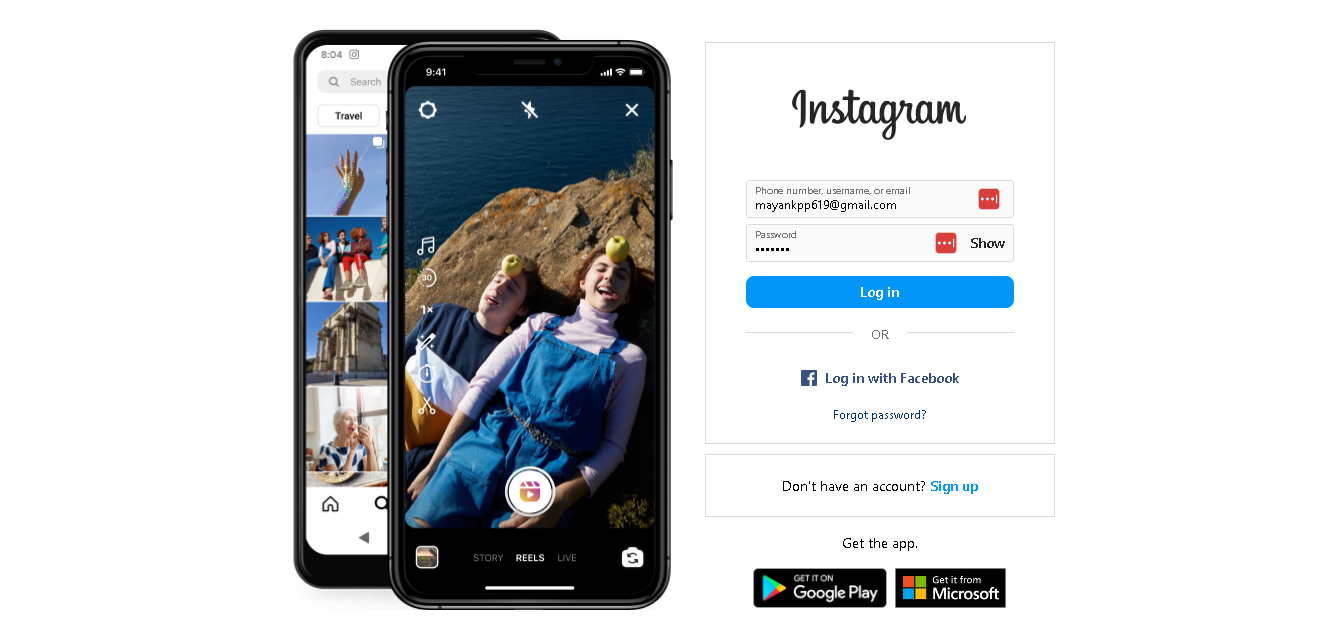 8:04
Search
Travel
9:41
30
1x
STORY REELS LIVE
Instagram
Phone number, username, or email
mayankpp619@gmail.com
Password
•••••••
Show
Log in
OR
Log in with Facebook
Forgot password?
Don't have an account? Sign up
Get the app.
GET IT ON
Google Play
Get it from
Microsoft